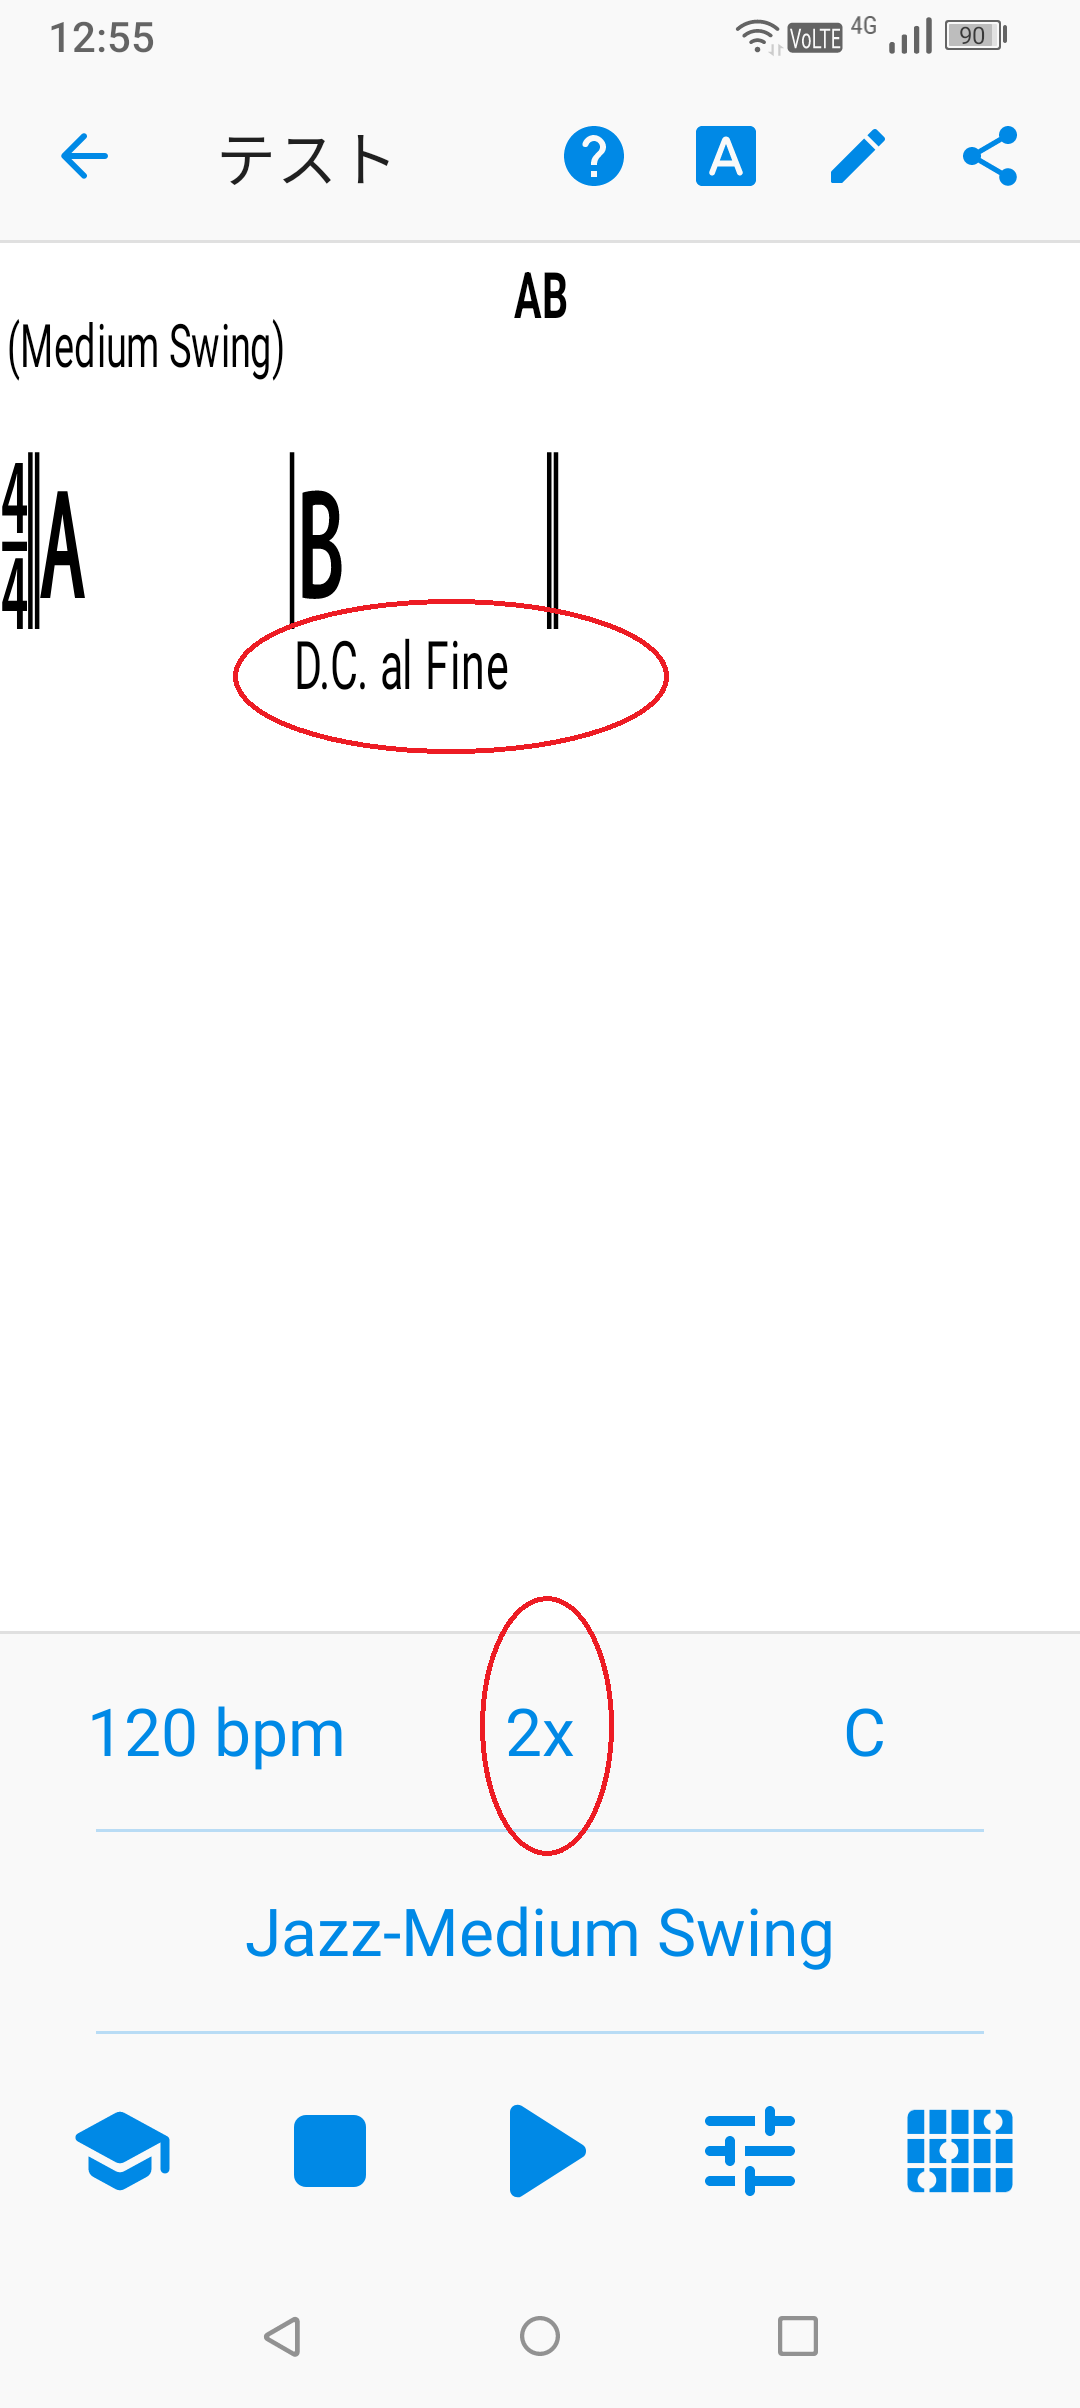 12:55 VoLTE 4G 90
テスト A
AB
(Medium Swing)
4 A B
4
D.C. al Fine
120 bpm 2x C
Jazz-Medium Swing